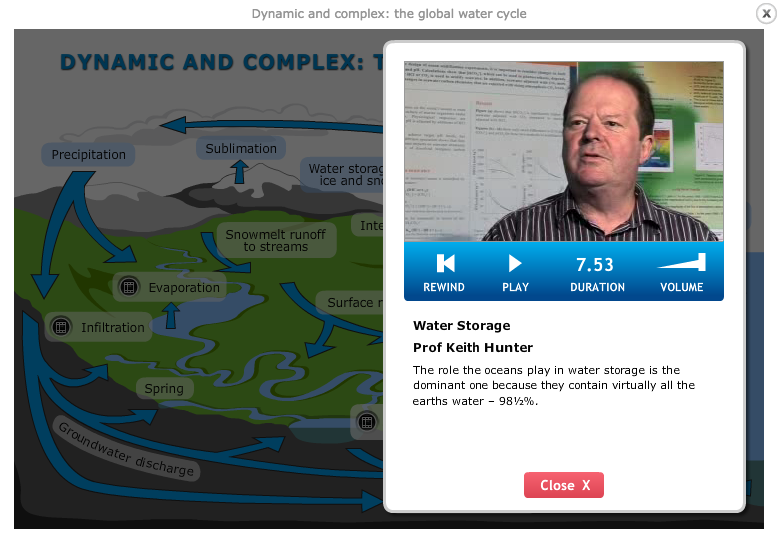 Dynamic and complex: the global water cycle
X
DYNAMIC AND COMPLEX: T
Precipitation
Sublimation
Water storag
ice and sno
Snowmelt runoff
to streams
Inte
Evaporation
Surface r
Infiltration
Spring
Groundwater discharge
REWIND
PLAY
7.53
DURATION
VOLUME
Water Storage
Prof Keith Hunter
The role the oceans play in water storage is the
dominant one because they contain virtually all the
earths water – 98½%.
Close X